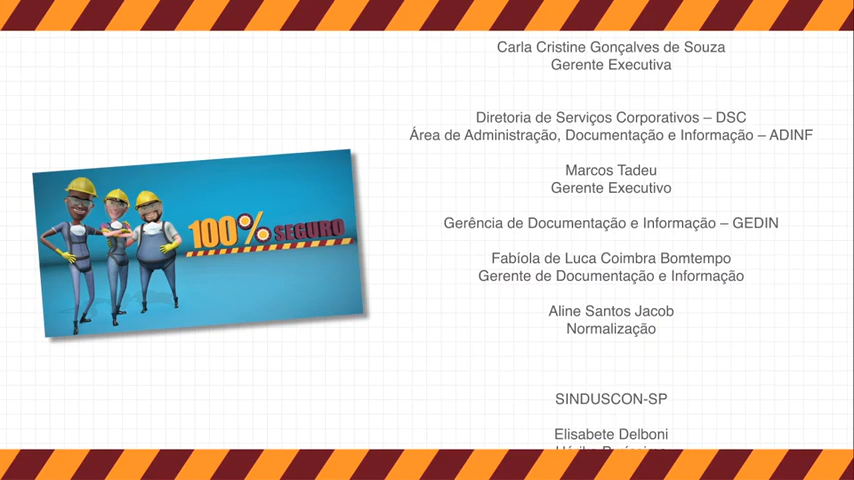 100% SEGURO
Carla Cristine Gonçalves de Souza
Gerente Executiva
Diretoria de Serviços Corporativos – DSC
Área de Administração, Documentação e Informação – ADINF
Marcos Tadeu
Gerente Executivo
Gerência de Documentação e Informação – GEDIN
Fabíola de Luca Coimbra Bomtempo
Gerente de Documentação e Informação
Aline Santos Jacob
Normalização
SINDUSCON-SP
Elisabete Delboni